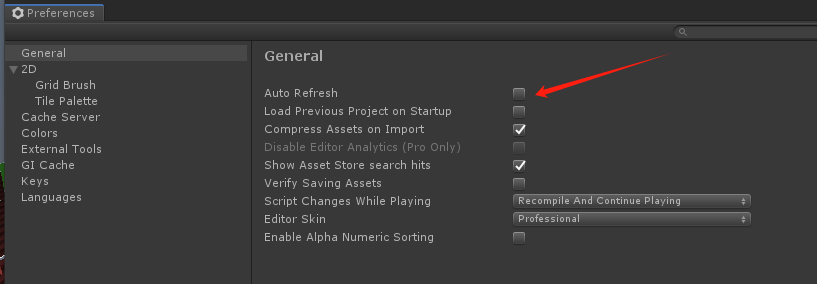 Preferences
General
2D
Grid Brush
Tile Palette
Cache Server
Colors
External Tools
GI Cache
Keys
Languages
General
Auto Refresh
Load Previous Project on Startup
Compress Assets on Import
Disable Editor Analytics (Pro Only)
Show Asset Store search hits
Verify Saving Assets
Script Changes While Playing Recompile And Continue Playing
Editor Skin Professional
Enable Alpha Numeric Sorting